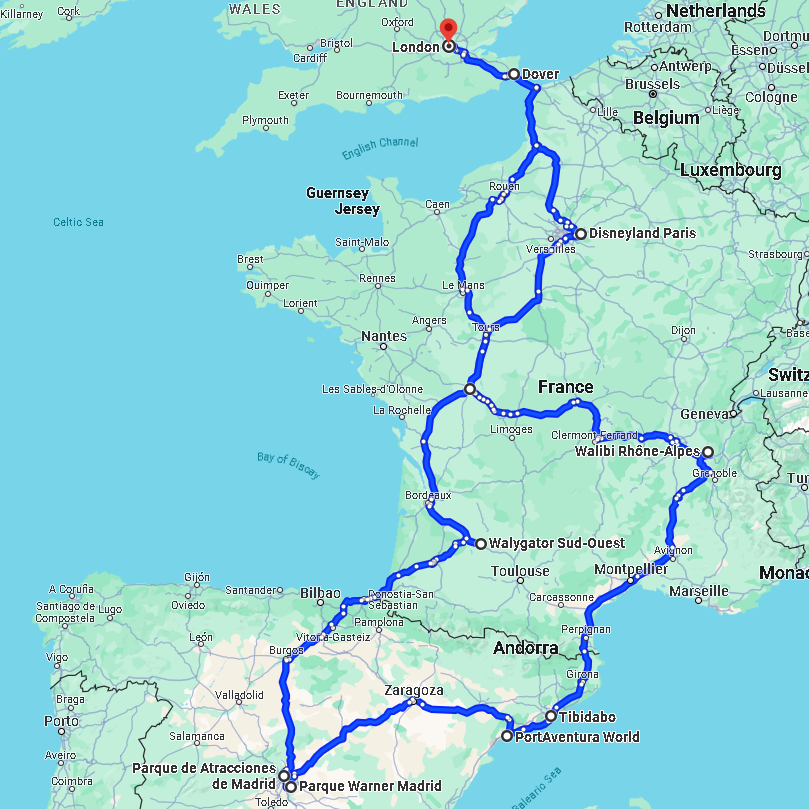 Killarney
Cork
WALES
ENGLAND
Oxford
Netherlands
Rotterdam
London
Bristol
Cardiff
Dortmu
Essen
Antwerp
Düssel
Dover
Brussels
Cologne
Exeter
Bournemouth
Lille
Liège
Belgium
Plymouth
English Channel
Luxembourg
Guernsey
Jersey
Rouen
Caen
Celtic Sea
Disneyland Paris
Saint-Malo
Versailles
Strasbourg
Brest
Quimper
Rennes
Le Mans
Lorient
Angers
Tours
Nantes
Dijon
Base
Switz
Les Sables-d'Olonne
France
Lausanne
La Rochelle
Geneva
Limoges
Clermont-Ferrand
Walibi Rhône-Alpes
Bay of Biscay
Grenoble
Tur
Bordeaux
Walygator Sud-Ouest
Avignon
Toulouse
Montpellier
Monac
A Coruña
Gijón
Santander
Bilbao
Donostia-San
Sebastian
Carcassonne
Marseille
Santiago de
Compostela
Lugo
Oviedo
Vitoria-Gasteiz
Pamplona
Perpignan
León
Burgos
Andorra
Vigo
Girona
Braga
Valladolid
Zaragoza
Porto
Tibidabo
Salamanca
PortAventura World
Aveiro
Parque de Atracciones
de Madrid
Parque Warner Madrid
Coimbra
Toledo
Balearic Sea